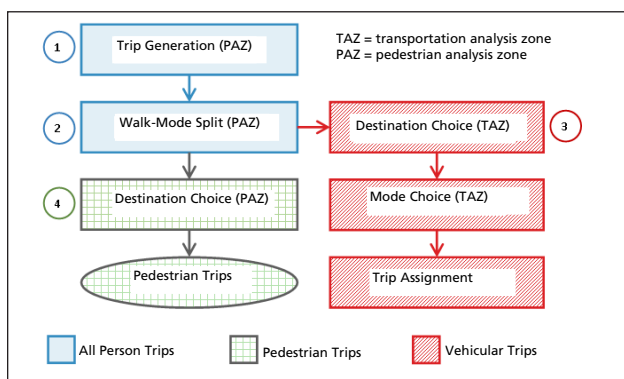 1
Trip Generation (PAZ)
TAZ = transportation analysis zone
PAZ = pedestrian analysis zone
2
Walk-Mode Split (PAZ)
Destination Choice (TAZ)
3
4
Destination Choice (PAZ)
Mode Choice (TAZ)
Pedestrian Trips
Trip Assignment
All Person Trips
Pedestrian Trips
Vehicular Trips